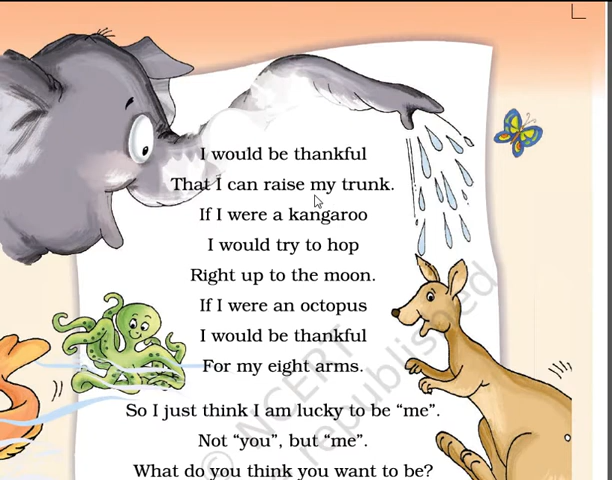 I would be thankful
That I can raise my trunk.
If I were a kangaroo
I would try to hop
Right up to the moon.
If I were an octopus
I would be thankful
For my eight arms.
So I just think I am lucky to be “me”.
Not “you”, but “me”.
What do you think you want to be?
© NCERT
republished